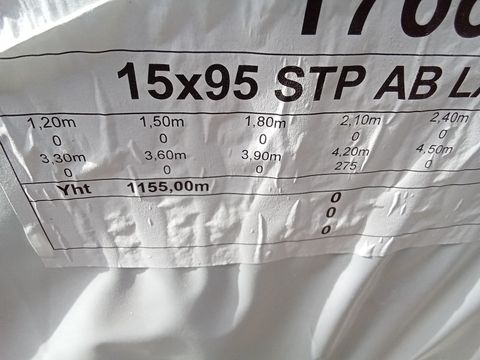 15x95 STP AB
1,20m 1,50m 1,80m 2,10m 2,40m
0 0 0 0 0
3,30m 3,60m 3,90m 4,20m 4,50m
0 0 0 275 0
Yht 1155,00m
0
0
0